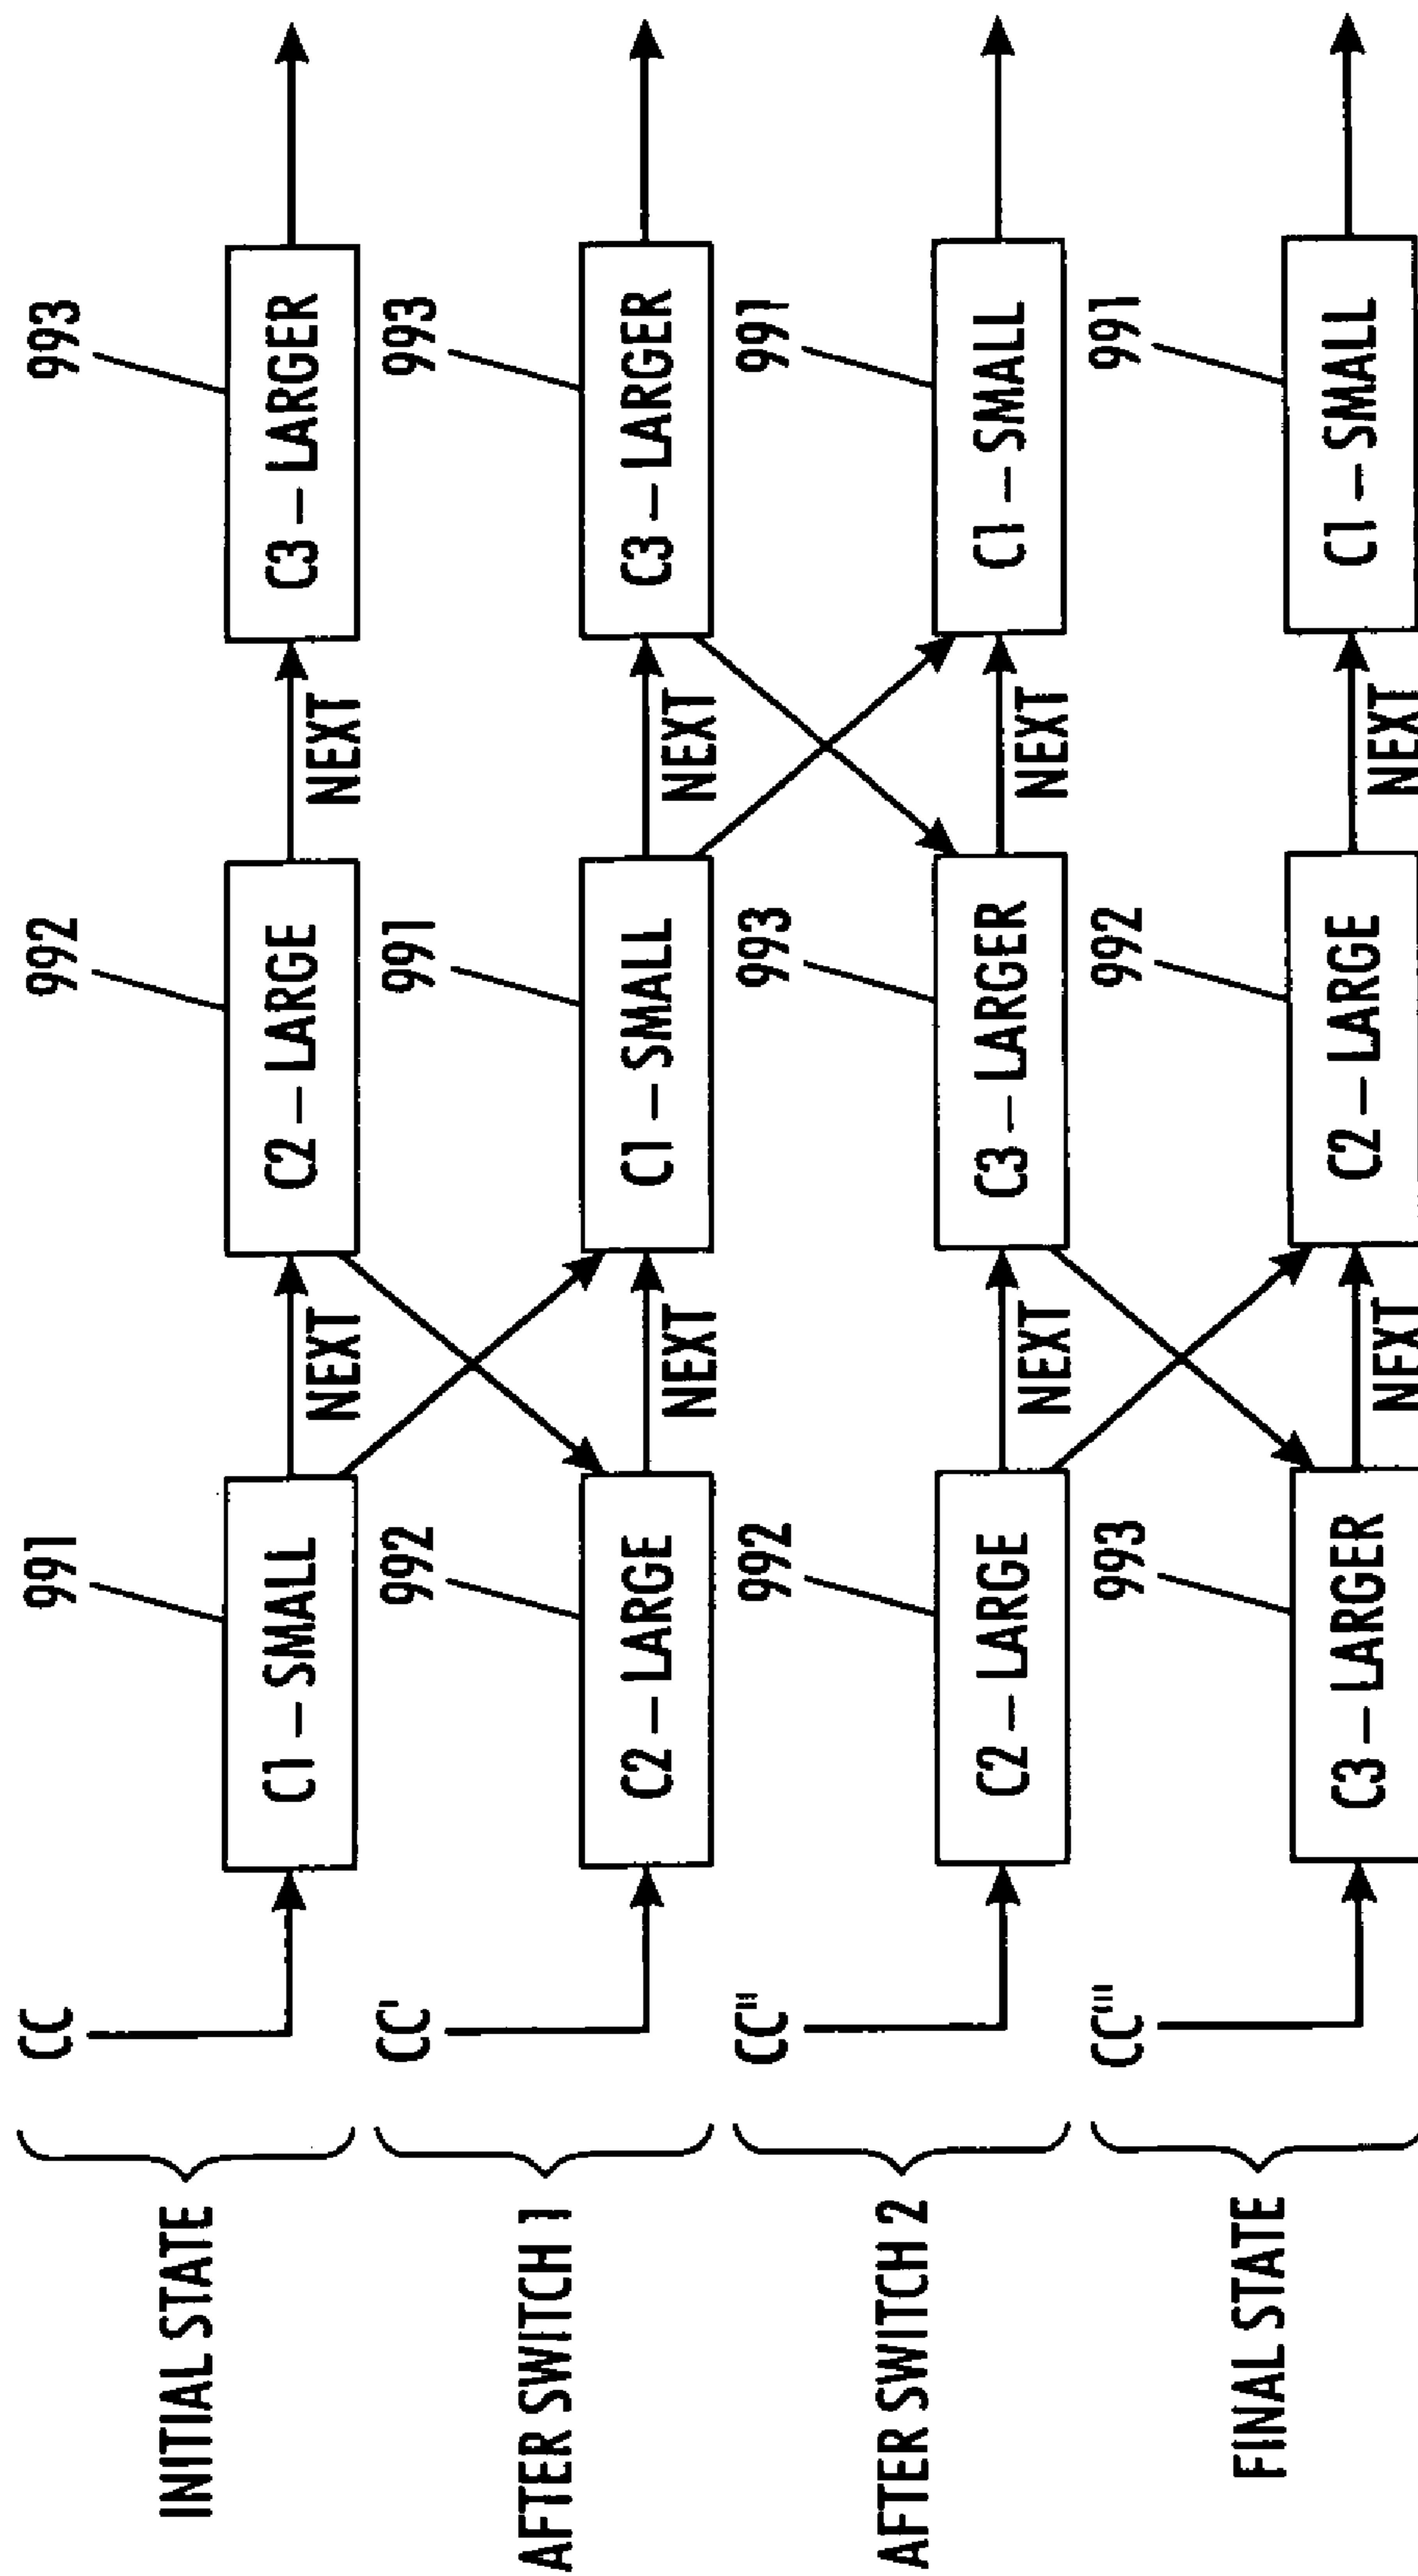 INITIAL STATE
CC
991
C1 – SMALL
NEXT
992
C2 – LARGE
NEXT
993
C3 – LARGER
AFTER SWITCH 1
CC'
992
C2 – LARGE
NEXT
991
C1 – SMALL
NEXT
993
C3 – LARGER
AFTER SWITCH 2
CC"
992
C2 – LARGE
NEXT
993
C3 – LARGER
NEXT
991
C1 – SMALL
FINAL STATE
CC'''
993
C3 – LARGER
NEXT
992
C2 – LARGE
NEXT
991
C1 – SMALL